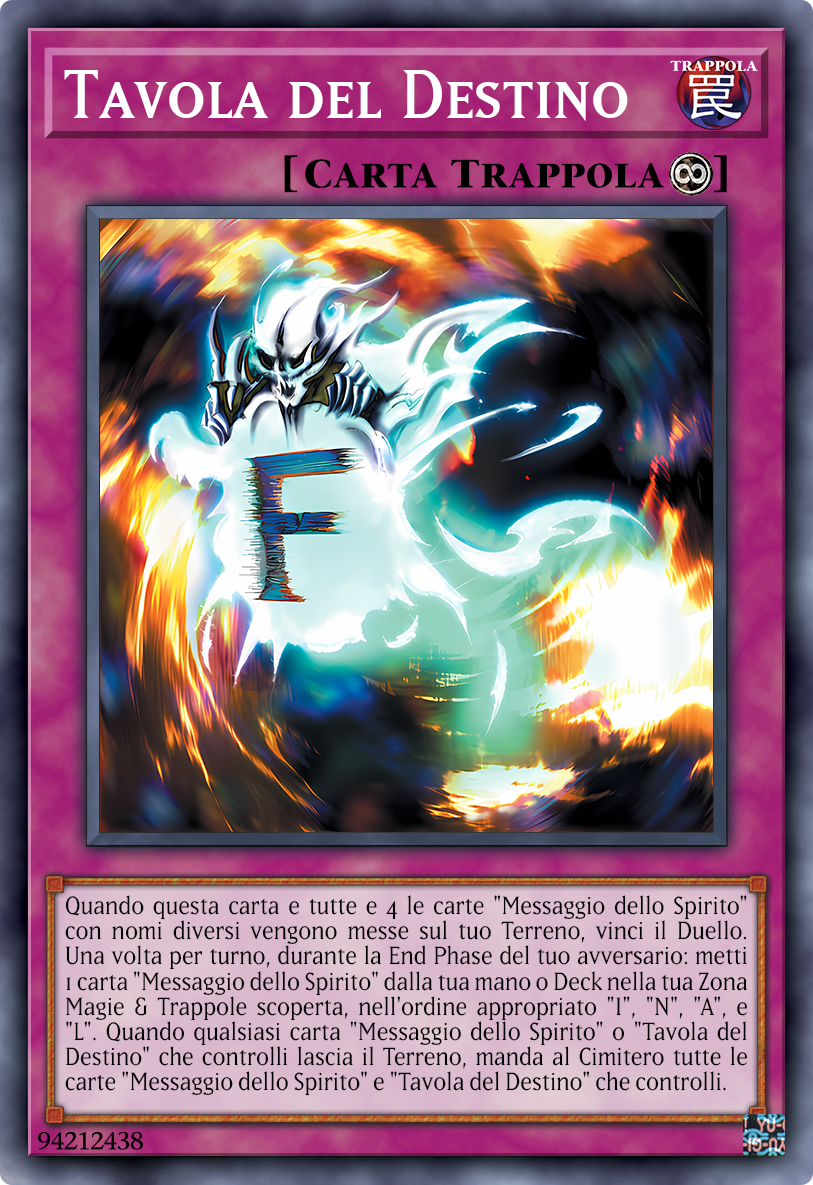 Tavola del Destino
TRAPPOLA
罠
[Carta Trappola]
F
Quando questa carta e tutte e 4 le carte "Messaggio dello Spirito"
con nomi diversi vengono messe sul tuo Terreno, vinci il Duello.
Una volta per turno, durante la End Phase del tuo avversario: metti
1 carta "Messaggio dello Spirito" dalla tua mano o Deck nella tua Zona
Magie & Trappole scoperta, nell'ordine appropriato "I", "N", "A", e
"L". Quando qualsiasi carta "Messaggio dello Spirito" o "Tavola del
Destino" che controlli lascia il Terreno, manda al Cimitero tutte le
carte "Messaggio dello Spirito" e "Tavola del Destino" che controlli.
94212438